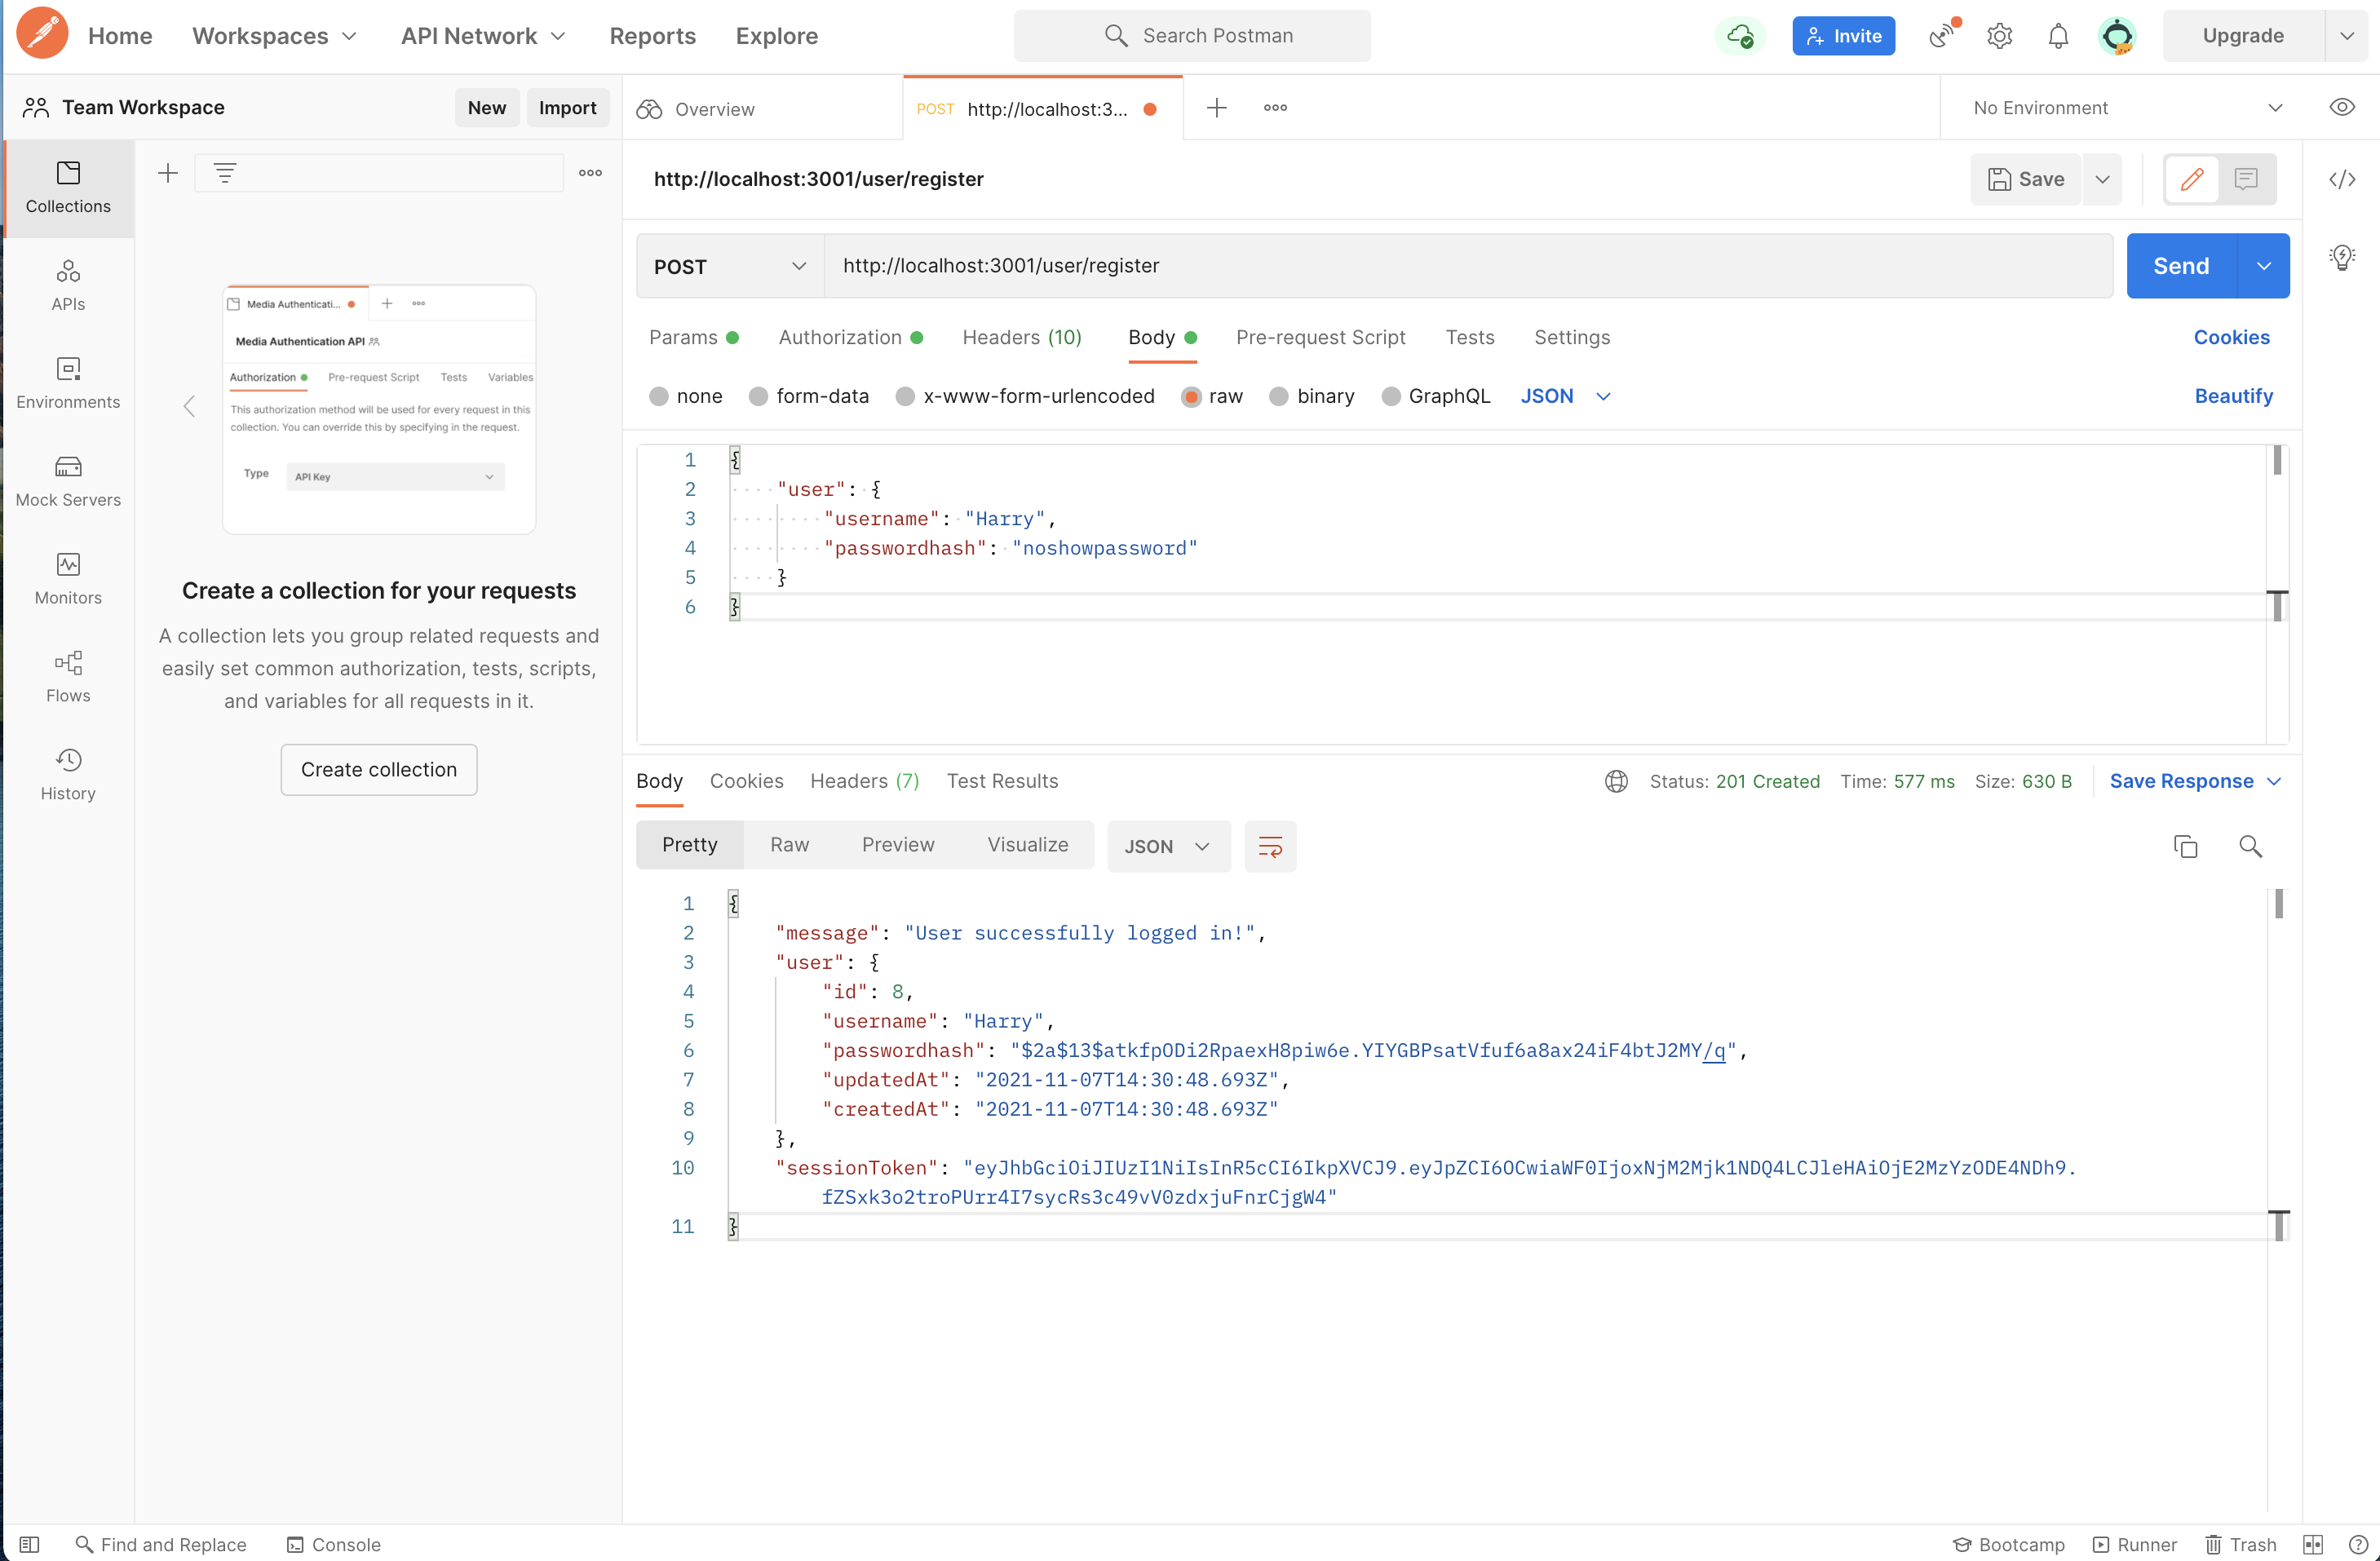 Home Workspaces API Network Reports Explore Search Postman Invite Upgrade
Team Workspace New Import Overview POST http://localhost:3... No Environment
Collections
APIs
Environments
Mock Servers
Monitors
Flows
History
Media Authenticati...
Media Authentication API
Authorization Pre-request Script Tests Variables
This authorization method will be used for every request in this
collection. You can override this by specifying in the request.
Type API Key
Create a collection for your requests
A collection lets you group related requests and
easily set common authorization, tests, scripts,
and variables for all requests in it.
Create collection
http://localhost:3001/user/register Save
POST http://localhost:3001/user/register Send
Params Authorization Headers (10) Body Pre-request Script Tests Settings Cookies
none form-data x-www-form-urlencoded raw binary GraphQL JSON Beautify
1 {
2 "user": {
3 "username": "Harry",
4 "passwordhash": "noshowpassword"
5 }
6 }
Body Cookies Headers (7) Test Results Status: 201 Created Time: 577 ms Size: 630 B Save Response
Pretty Raw Preview Visualize JSON
1 {
2 "message": "User successfully logged in!",
3 "user": {
4 "id": 8,
5 "username": "Harry",
6 "passwordhash": "$2a$13$atkfpODi2RpaexH8piw6e.YIYGBPsatVfuf6a8ax24iF4btJ2MY/q",
7 "updatedAt": "2021-11-07T14:30:48.693Z",
8 "createdAt": "2021-11-07T14:30:48.693Z"
9 },
10 "sessionToken": "eyJhbGciOiJIUzI1NiIsInR5cCI6IkpXVCJ9.eyJpZCI6OCwiaWF0IjoxNjM2Mjk1NDQ4LCJleHAiOjE2MzYzODE4NDh9.
fZSxk3o2troPUrr4I7sycRs3c49vV0zdxjuFnrCjgW4"
11 }
Find and Replace Console Bootcamp Runner Trash